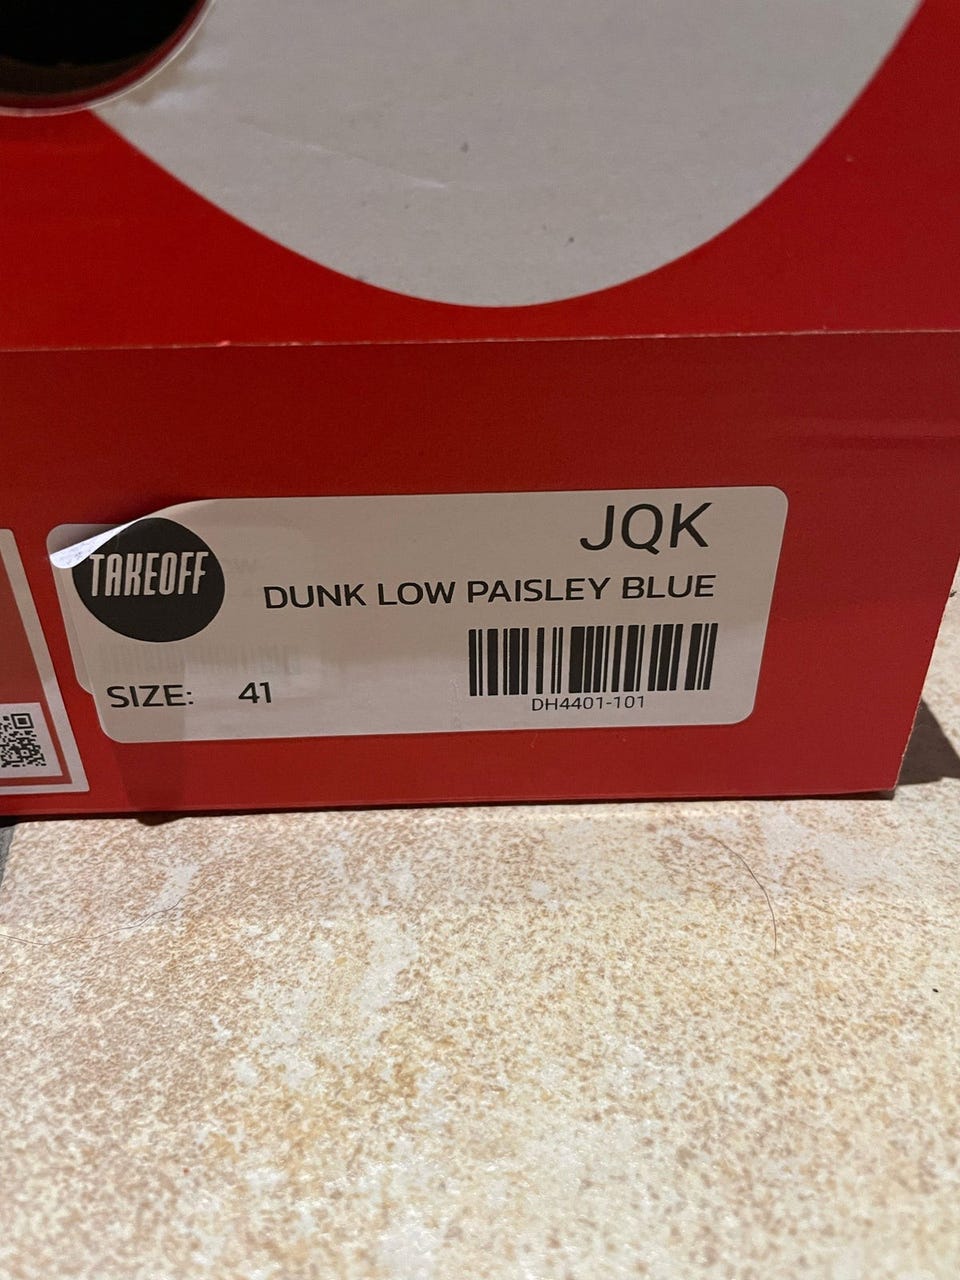 JQK
TAKEOFF
DUNK LOW PAISLEY BLUE
SIZE: 41
DH4401-101